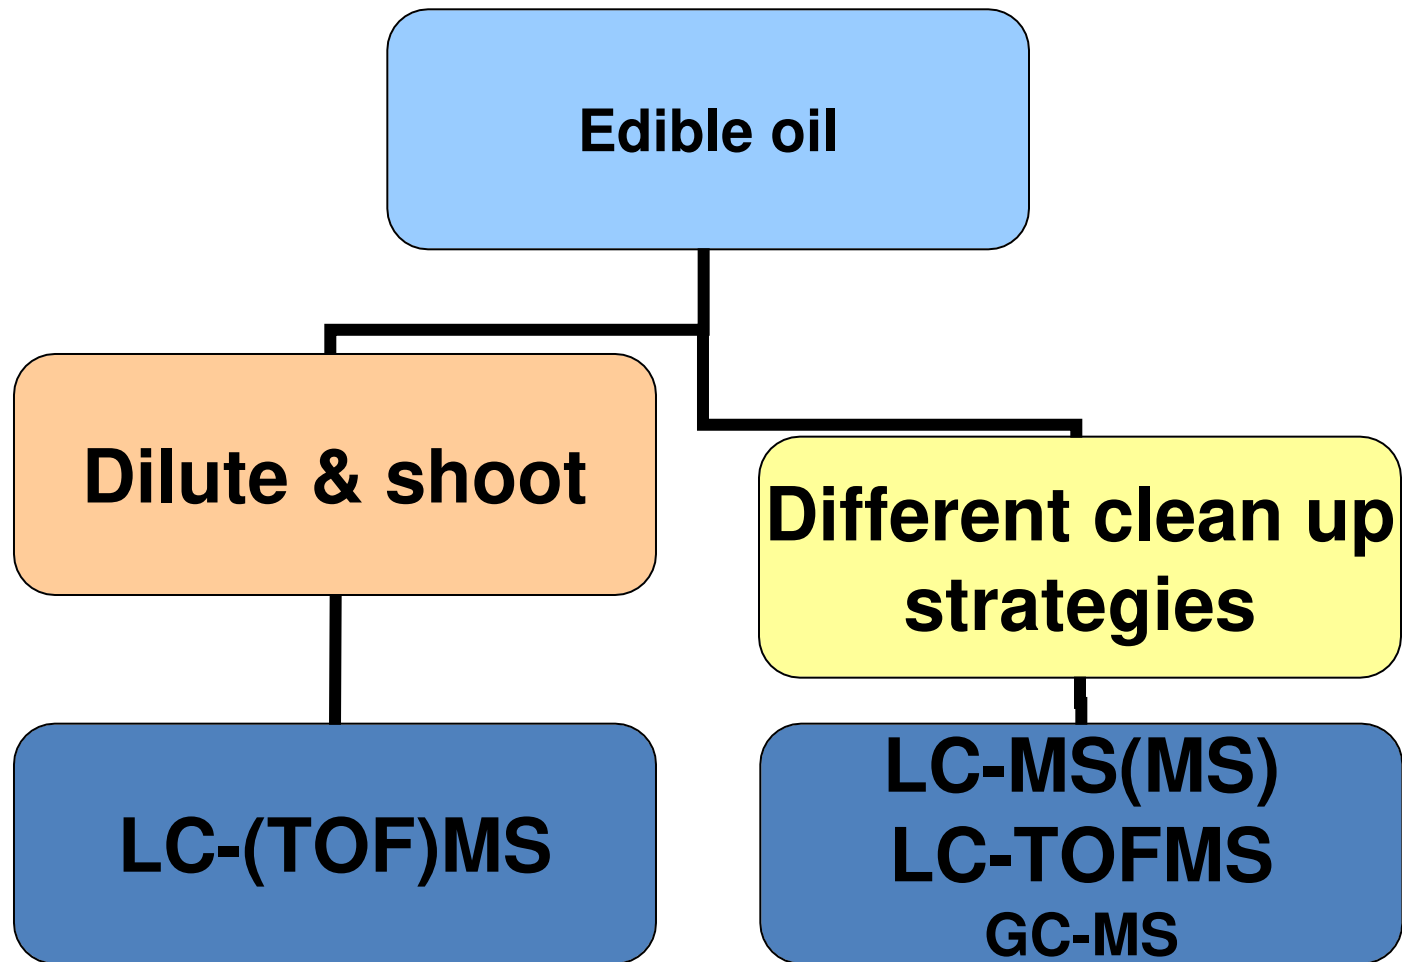 Edible oil
Dilute & shoot
Different clean up
strategies
LC-(TOF)MS
LC-MS(MS)
LC-TOFMS
GC-MS